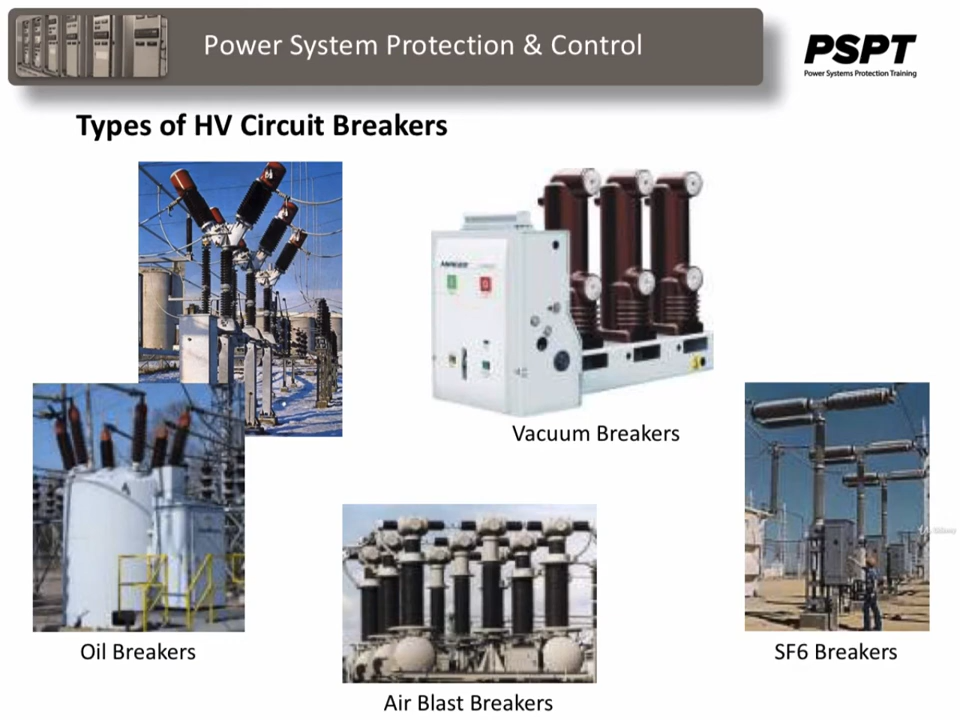 Power System Protection & Control
PSPT
Power Systems Protection Training
Types of HV Circuit Breakers
Vacuum Breakers
Oil Breakers
SF6 Breakers
Air Blast Breakers